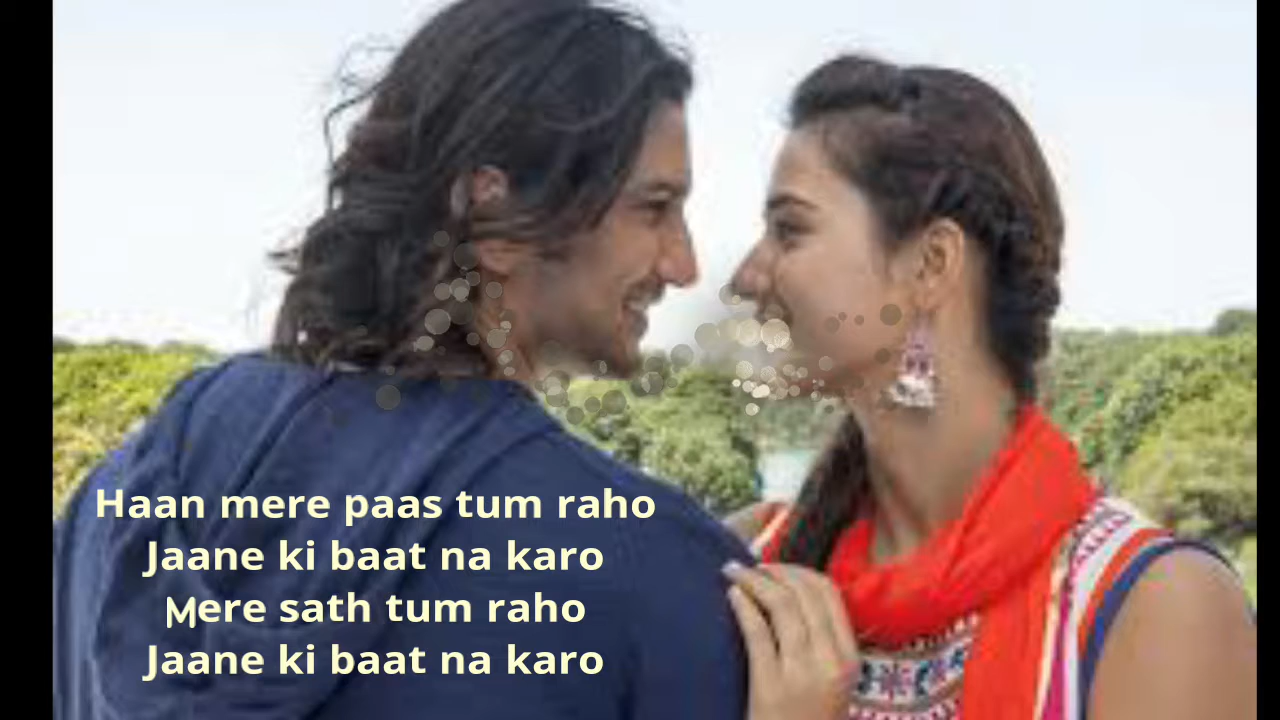 Haan mere paas tum raho
Jaane ki baat na karo
Mere sath tum raho
Jaane ki baat na karo